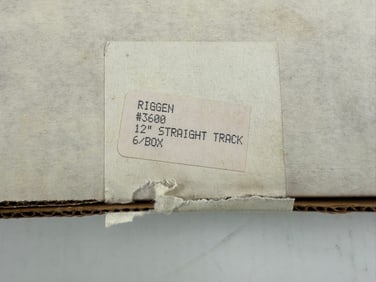 RIGGEN
#3600
12" STRAIGHT TRACK
6/BOX